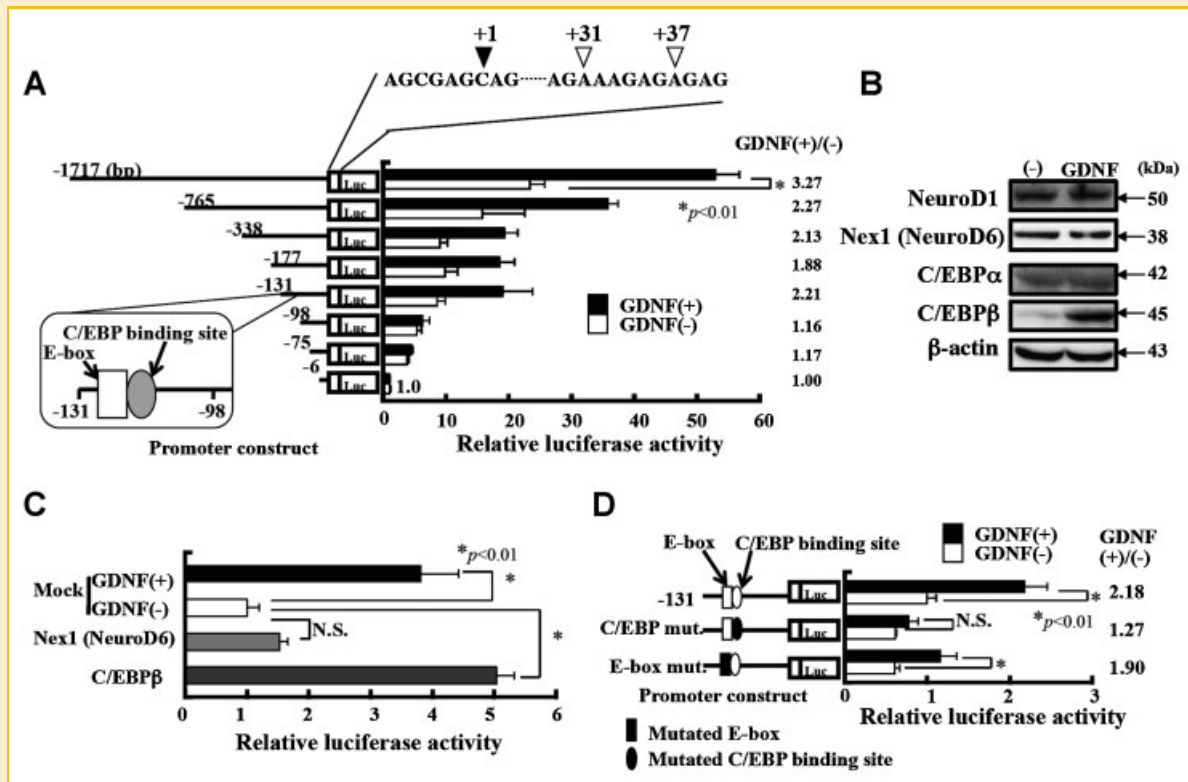 A
+1 +31 +37
AGCGAGCAG······AGAAAGAGAGAG
GDNF(+)/(-)
-1717 (bp) Luc * 3.27
-765 Luc *p<0.01 2.27
-338 Luc 2.13
-177 Luc 1.88
-131 Luc 2.21
-98 Luc 1.16
-75 Luc 1.17
-6 Luc 1.0 1.00
GDNF(+)
GDNF(-)
C/EBP binding site
E-box
-131 -98
0 10 20 30 40 50 60
Promoter construct
Relative luciferase activity
B
(-) GDNF (kDa)
NeuroD1 50
Nex1 (NeuroD6) 38
C/EBPα 42
C/EBPβ 45
β-actin 43
C
*p<0.01
Mock GDNF(+) *
GDNF(-)
N.S.
Nex1 (NeuroD6) *
C/EBPβ
0 1 2 3 4 5 6
Relative luciferase activity
D
GDNF(+)
GDNF(-)
GDNF
(+)/(-)
E-box C/EBP binding site
-131 Luc * 2.18
C/EBP mut. Luc N.S. *p<0.01 1.27
E-box mut. Luc * 1.90
Promoter construct
0 1 2 3
Relative luciferase activity
Mutated E-box
Mutated C/EBP binding site